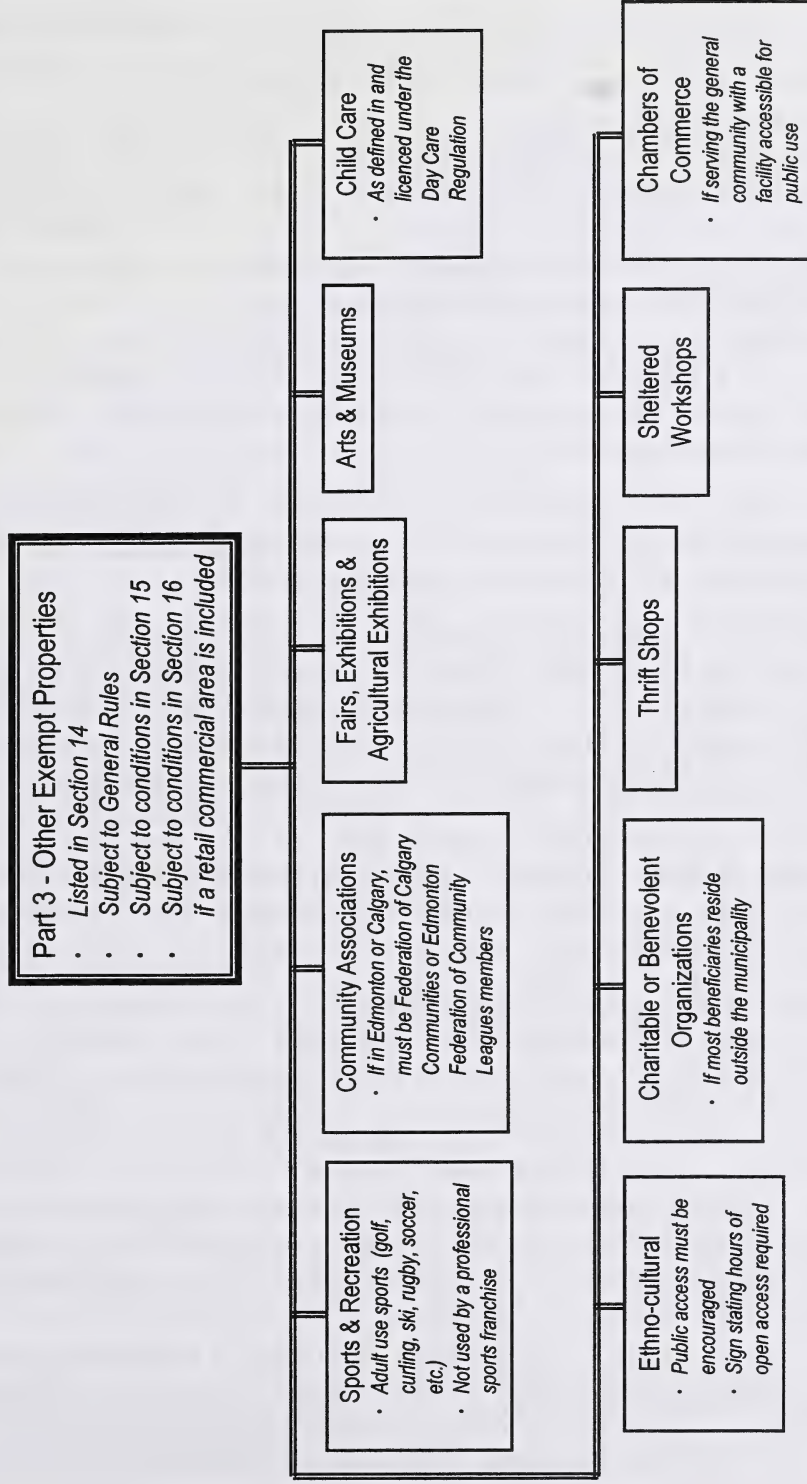 Part 3 - Other Exempt Properties
· Listed in Section 14
· Subject to General Rules
· Subject to conditions in Section 15
· Subject to conditions in Section 16
if a retail commercial area is included
Sports & Recreation
· Adult use sports (golf,
curling, ski, rugby, soccer,
etc.)
· Not used by a professional
sports franchise
Community Associations
· If in Edmonton or Calgary,
must be Federation of Calgary
Communities or Edmonton
Federation of Community
Leagues members
Fairs, Exhibitions &
Agricultural Exhibitions
Arts & Museums
Child Care
· As defined in and
licenced under the
Day Care
Regulation
Ethno-cultural
· Public access must be
encouraged
· Sign stating hours of
open access required
Charitable or Benevolent
Organizations
· If most beneficiaries reside
outside the municipality
Thrift Shops
Sheltered
Workshops
Chambers of
Commerce
· If serving the general
community with a
facility accessible for
public use